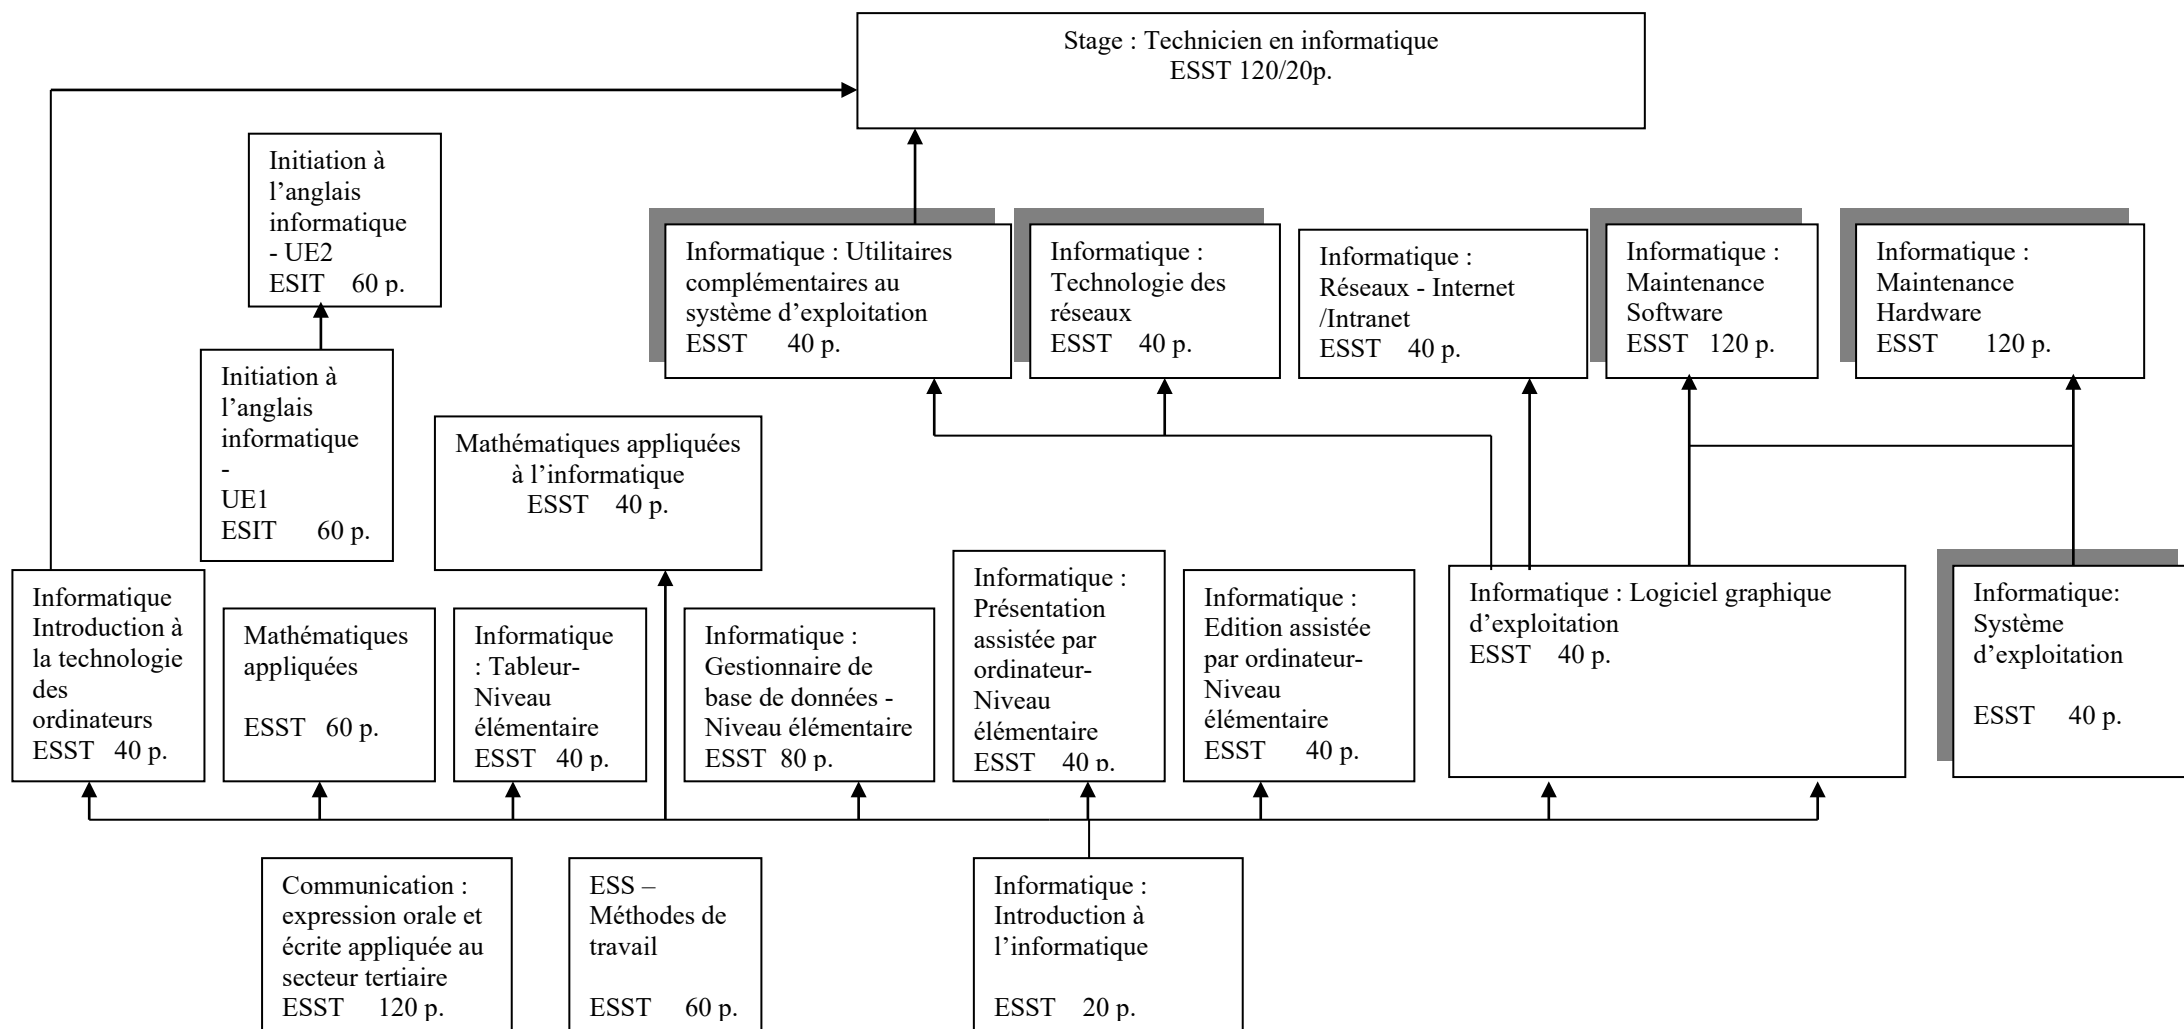 Stage : Technicien en informatique
ESST 120/20p.
Initiation à
l’anglais
informatique
- UE2
ESIT 60 p.
Informatique : Utilitaires
complémentaires au
système d’exploitation
ESST 40 p.
Informatique :
Technologie des
réseaux
ESST 40 p.
Informatique :
Réseaux - Internet
/Intranet
ESST 40 p.
Informatique :
Maintenance
Software
ESST 120 p.
Informatique :
Maintenance
Hardware
ESST 120 p.
Initiation à
l’anglais
informatique
-
UE1
ESIT 60 p.
Mathématiques appliquées
à l’informatique
ESST 40 p.
Informatique
Introduction à
la technologie
des
ordinateurs
ESST 40 p.
Mathématiques
appliquées
ESST 60 p.
Informatique
: Tableur-
Niveau
élémentaire
ESST 40 p.
Informatique :
Gestionnaire de
base de données -
Niveau élémentaire
ESST 80 p.
Informatique :
Présentation
assistée par
ordinateur-
Niveau
élémentaire
ESST 40 p.
Informatique :
Edition assistée
par ordinateur-
Niveau
élémentaire
ESST 40 p.
Informatique : Logiciel graphique
d’exploitation
ESST 40 p.
Informatique:
Système
d’exploitation
ESST 40 p.
Communication :
expression orale et
écrite appliquée au
secteur tertiaire
ESST 120 p.
ESS –
Méthodes de
travail
ESST 60 p.
Informatique :
Introduction à
l’informatique
ESST 20 p.